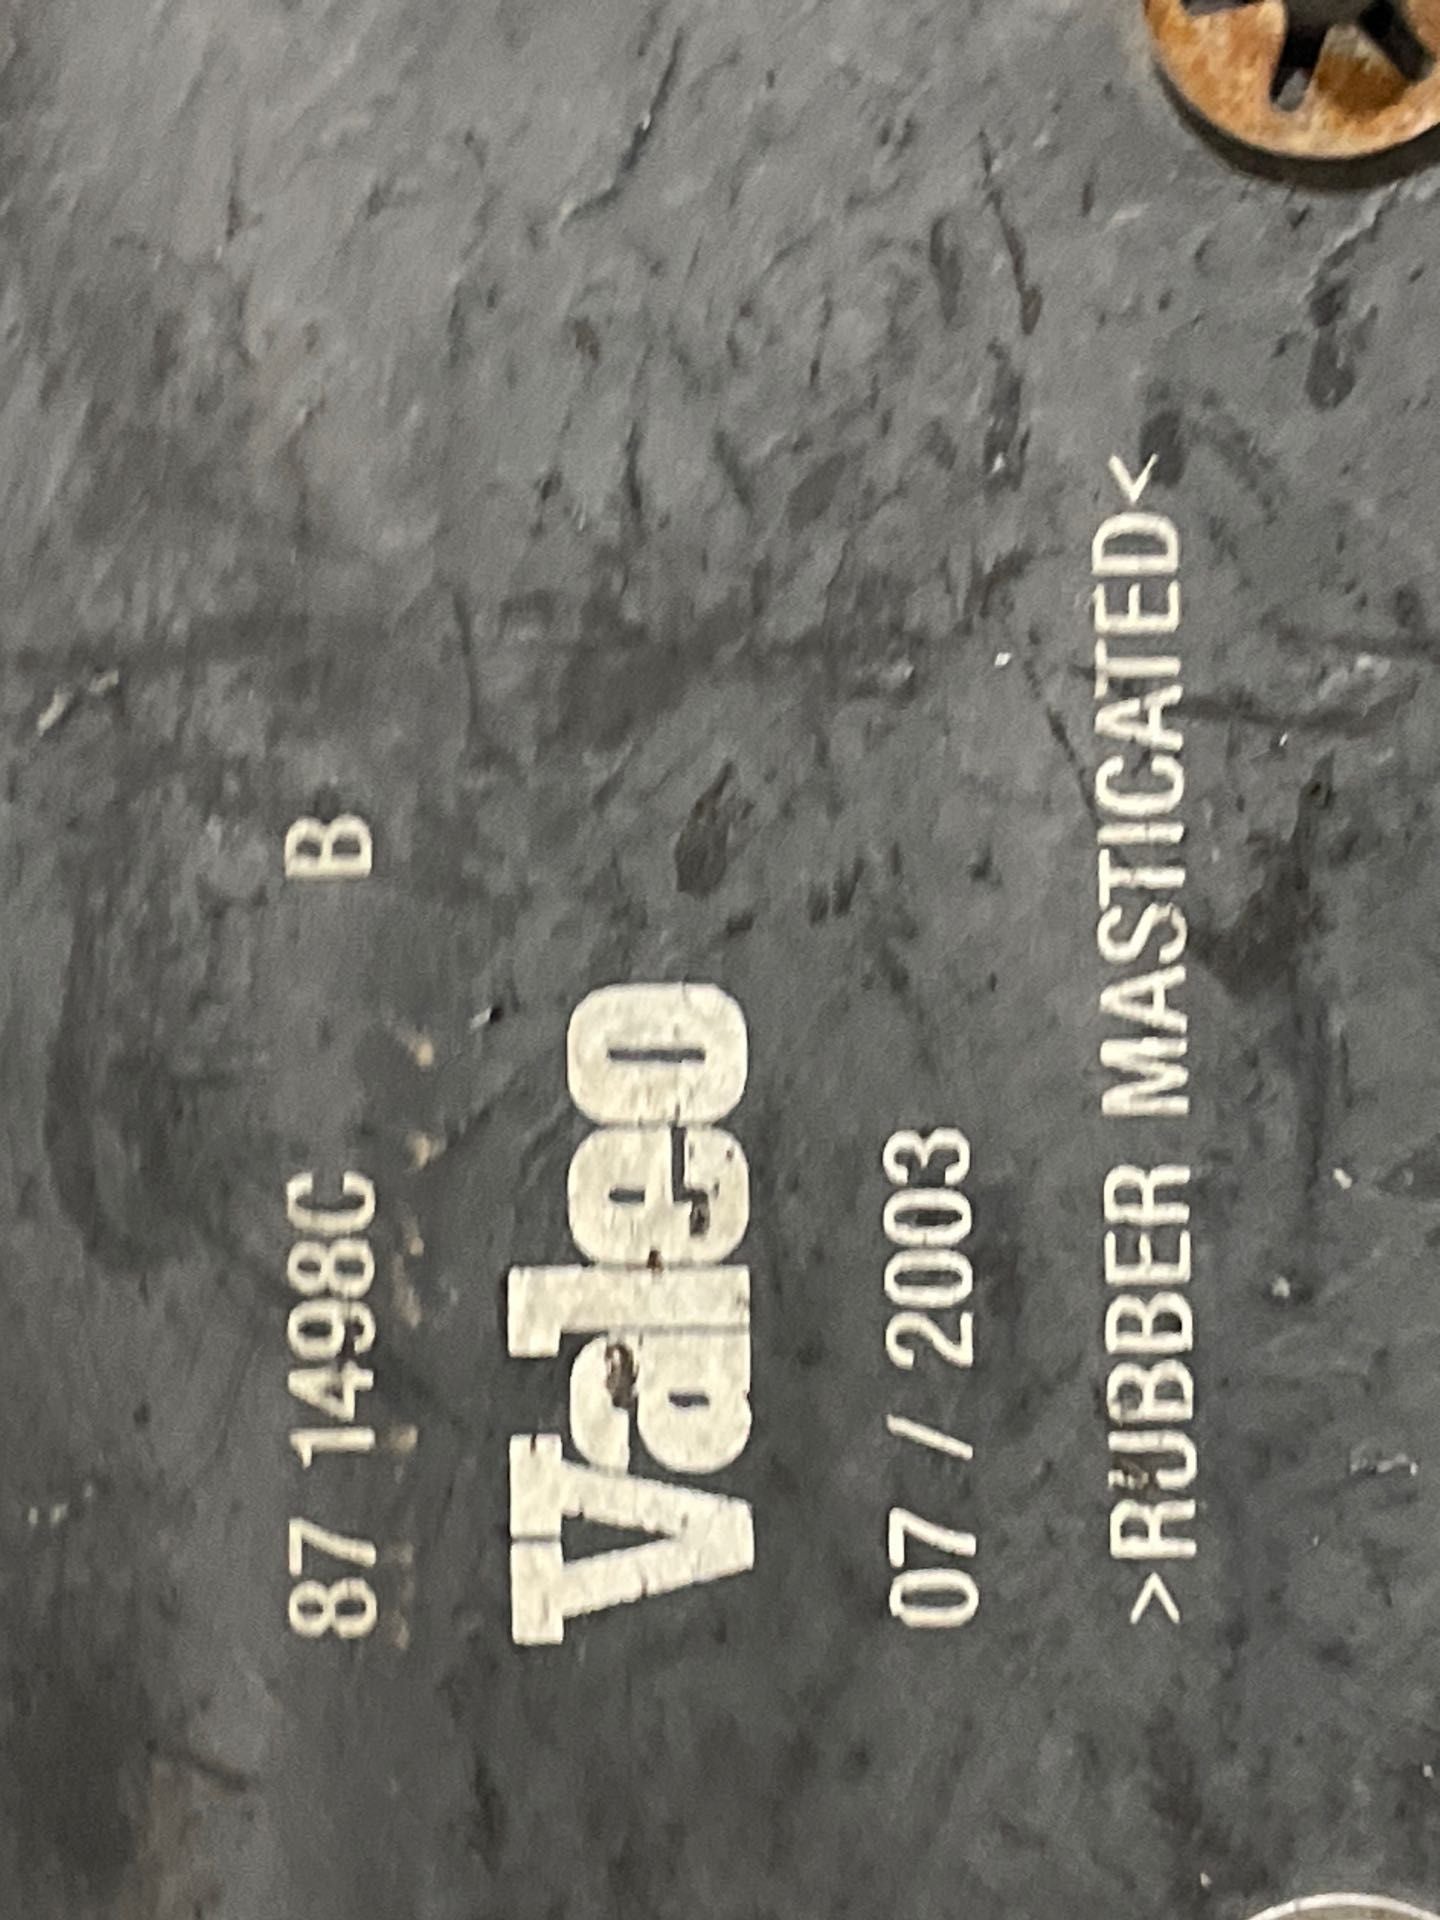 87 1498C B
Valeo
07 / 2003
>RUBBER MASTICATED<